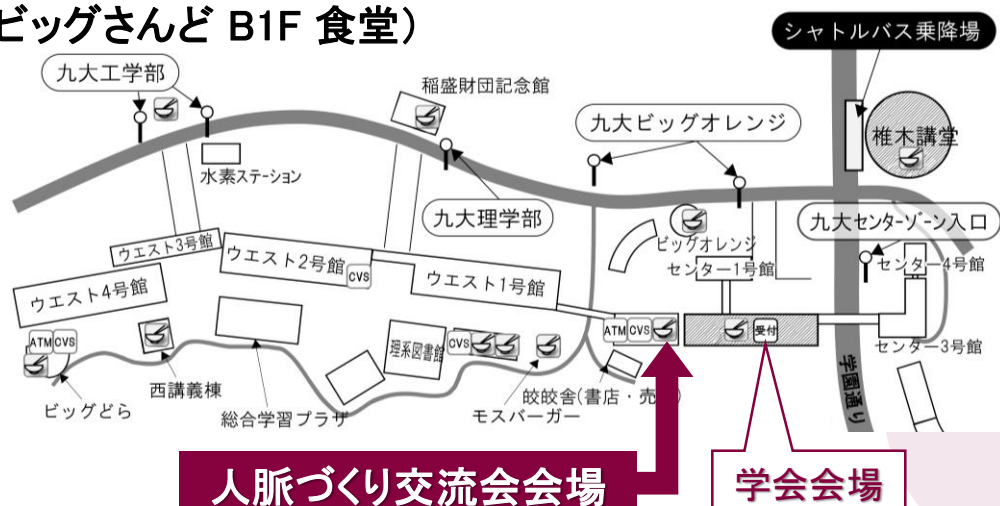 ビッグさんど B1F 食堂）
シャトルバス乗降場
九大工学部
稲盛財団記念館
九大ビッグオレンジ
椎木講堂
水素ステーション
九大理学部
九大センターゾーン入口
ウエスト3号館
ウエスト2号館
CVS
ビッグオレンジ
センター1号館
センター4号館
ウエスト4号館
ウエスト1号館
ATM CVS
理系図書館
CVS
ATM CVS
受付
センター3号館
西講義棟
ビッグどら
総合学習プラザ
モスバーガー
皎皎舎(書店・売
学園通り
人脈づくり交流会会場
学会会場